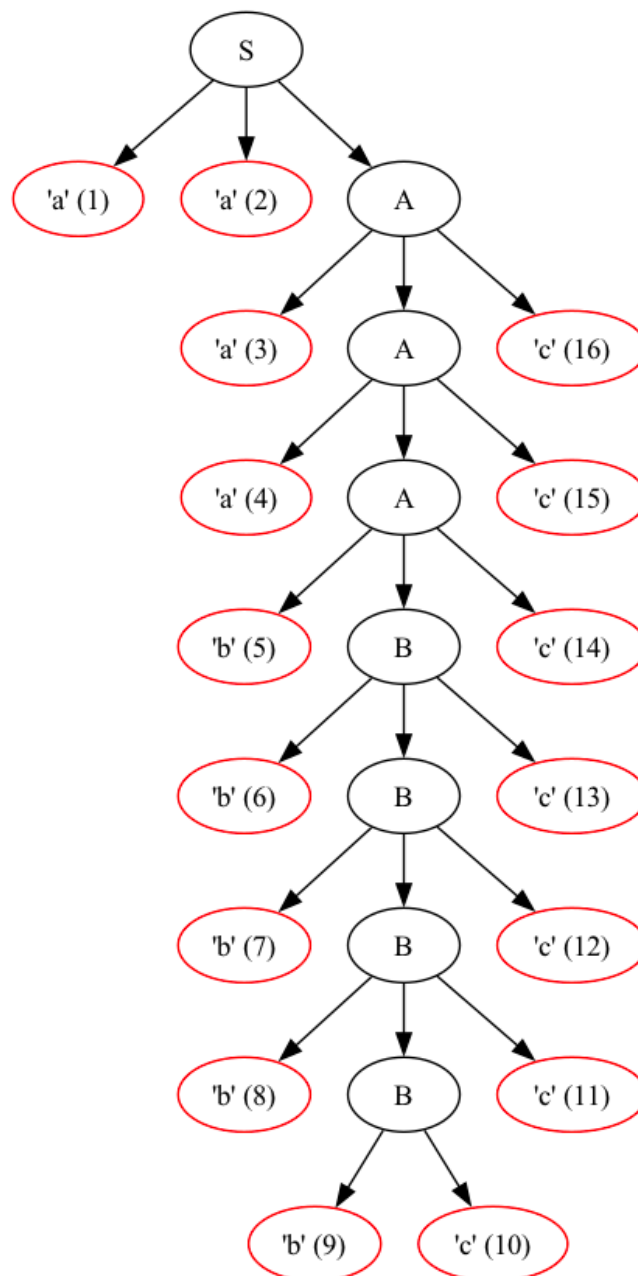 S
'a' (1) 'a' (2) A
'a' (3) A 'c' (16)
'a' (4) A 'c' (15)
'b' (5) B 'c' (14)
'b' (6) B 'c' (13)
'b' (7) B 'c' (12)
'b' (8) B 'c' (11)
'b' (9) 'c' (10)